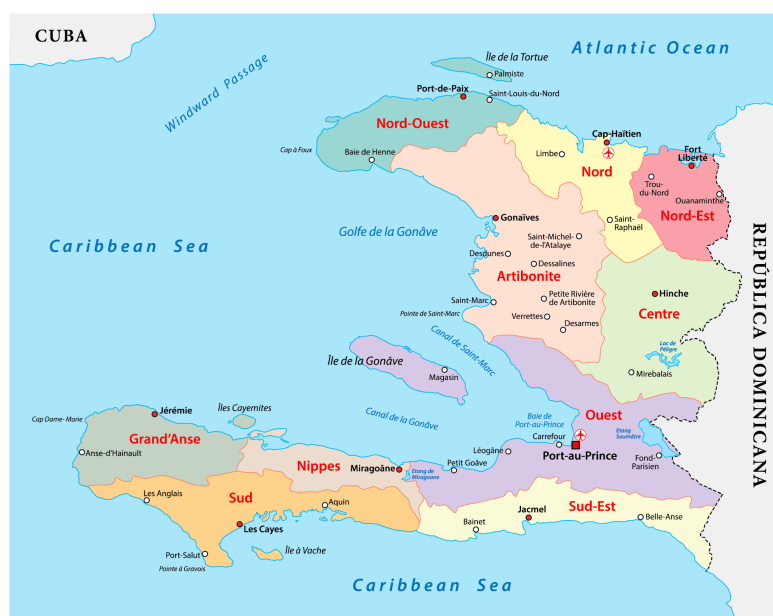 CUBA
Atlantic Ocean
Windward Passage
Île de la Tortue
Palmiste
Port-de-Paix
Saint-Louis-du-Nord
Nord-Ouest
Cap à Foux
Baie de Henne
Cap-Haïtien
Limbe
Nord
Fort
Liberté
Trou-
du-Nord
Ouanaminthe
Nord-Est
Saint-
Raphaël
Gonaïves
Golfe de la Gonâve
Caribbean Sea
Saint-Michel-
de-l'Atalaye
Desdunes
Dessalines
Artibonite
Petite Rivière
de Artibonite
Saint-Marc
Pointe de Saint-Marc
Verrettes
Desarmes
Hinche
Centre
Lac de
Péligre
Mirebalais
REPÚBLICA DOMINICANA
Canal de Saint-Marc
Île de la Gonâve
Magasin
Canal de la Gonâve
Baie de
Port-au-Prince
Ouest
Etang
Saumâtre
Carrefour
Port-au-Prince
Fond-
Parisien
Léogâne
Petit Goâve
Jérémie
Îles Cayemites
Cap Dame- Marie
Grand'Anse
Anse-d'Hainault
Nippes
Miragoâne
Etang de
Miragoane
Les Anglais
Sud
Aquin
Les Cayes
Port-Salut
Pointe à Gravois
Île à Vache
Bainet
Jacmel
Sud-Est
Belle-Anse
Caribbean Sea